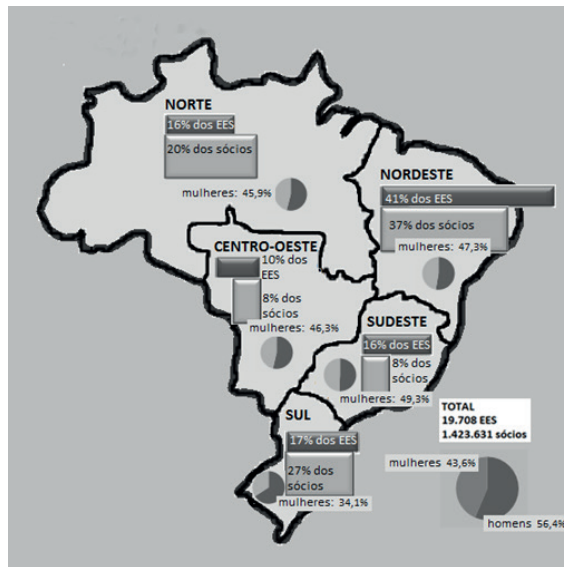 NORTE
16% dos EES
20% dos sócios
mulheres: 45,9%
NORDESTE
41% dos EES
37% dos sócios
mulheres: 47,3%
CENTRO-OESTE
10% dos
EES
8% dos
sócios
mulheres: 46,3%
SUDESTE
16% dos EES
8% dos
sócios
mulheres: 49,3%
SUL
17% dos EES
27% dos
sócios
mulheres: 34,1%
TOTAL
19.708 EES
1.423.631 sócios
mulheres 43,6%
homens 56,4%